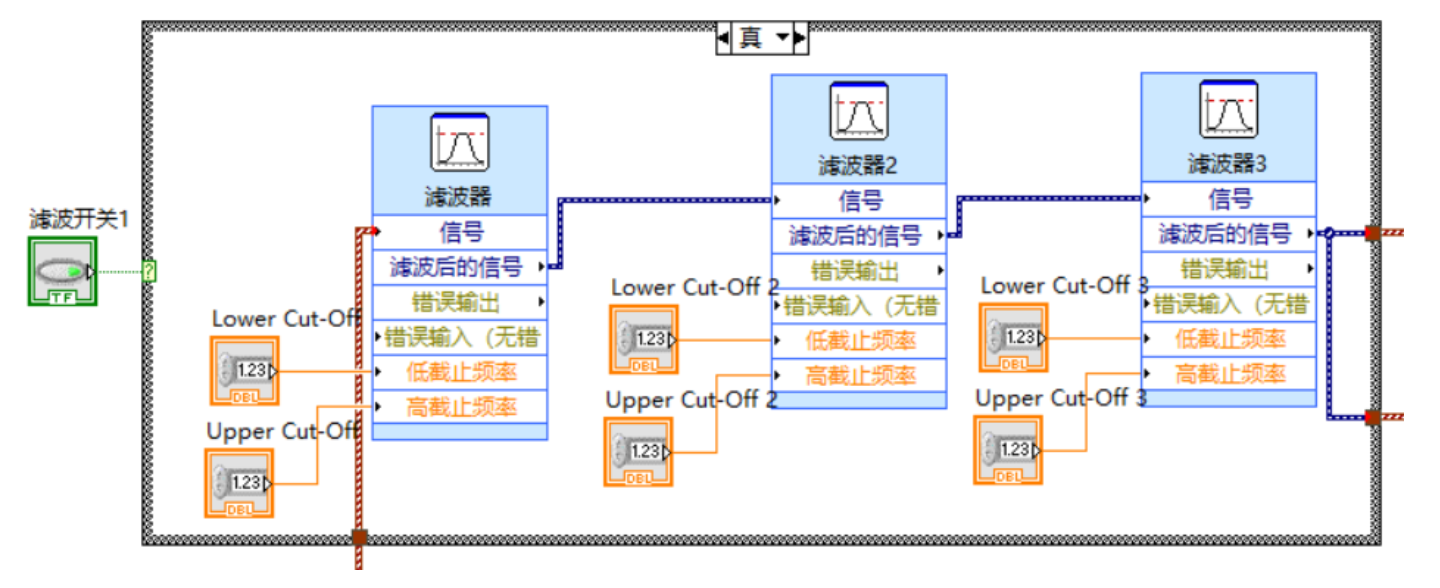 真
滤波开关1
TF
?
滤波器
信号
滤波后的信号
错误输出
错误输入（无错
低截止频率
高截止频率
Lower Cut-Off
1.23
DBL
Upper Cut-Off
1.23
DBL
滤波器2
信号
滤波后的信号
错误输出
错误输入（无错
低截止频率
高截止频率
Lower Cut-Off 2
1.23
DBL
Upper Cut-Off 2
1.23
DBL
滤波器3
信号
滤波后的信号
错误输出
错误输入（无错
低截止频率
高截止频率
Lower Cut-Off 3
1.23
DBL
Upper Cut-Off 3
1.23
DBL